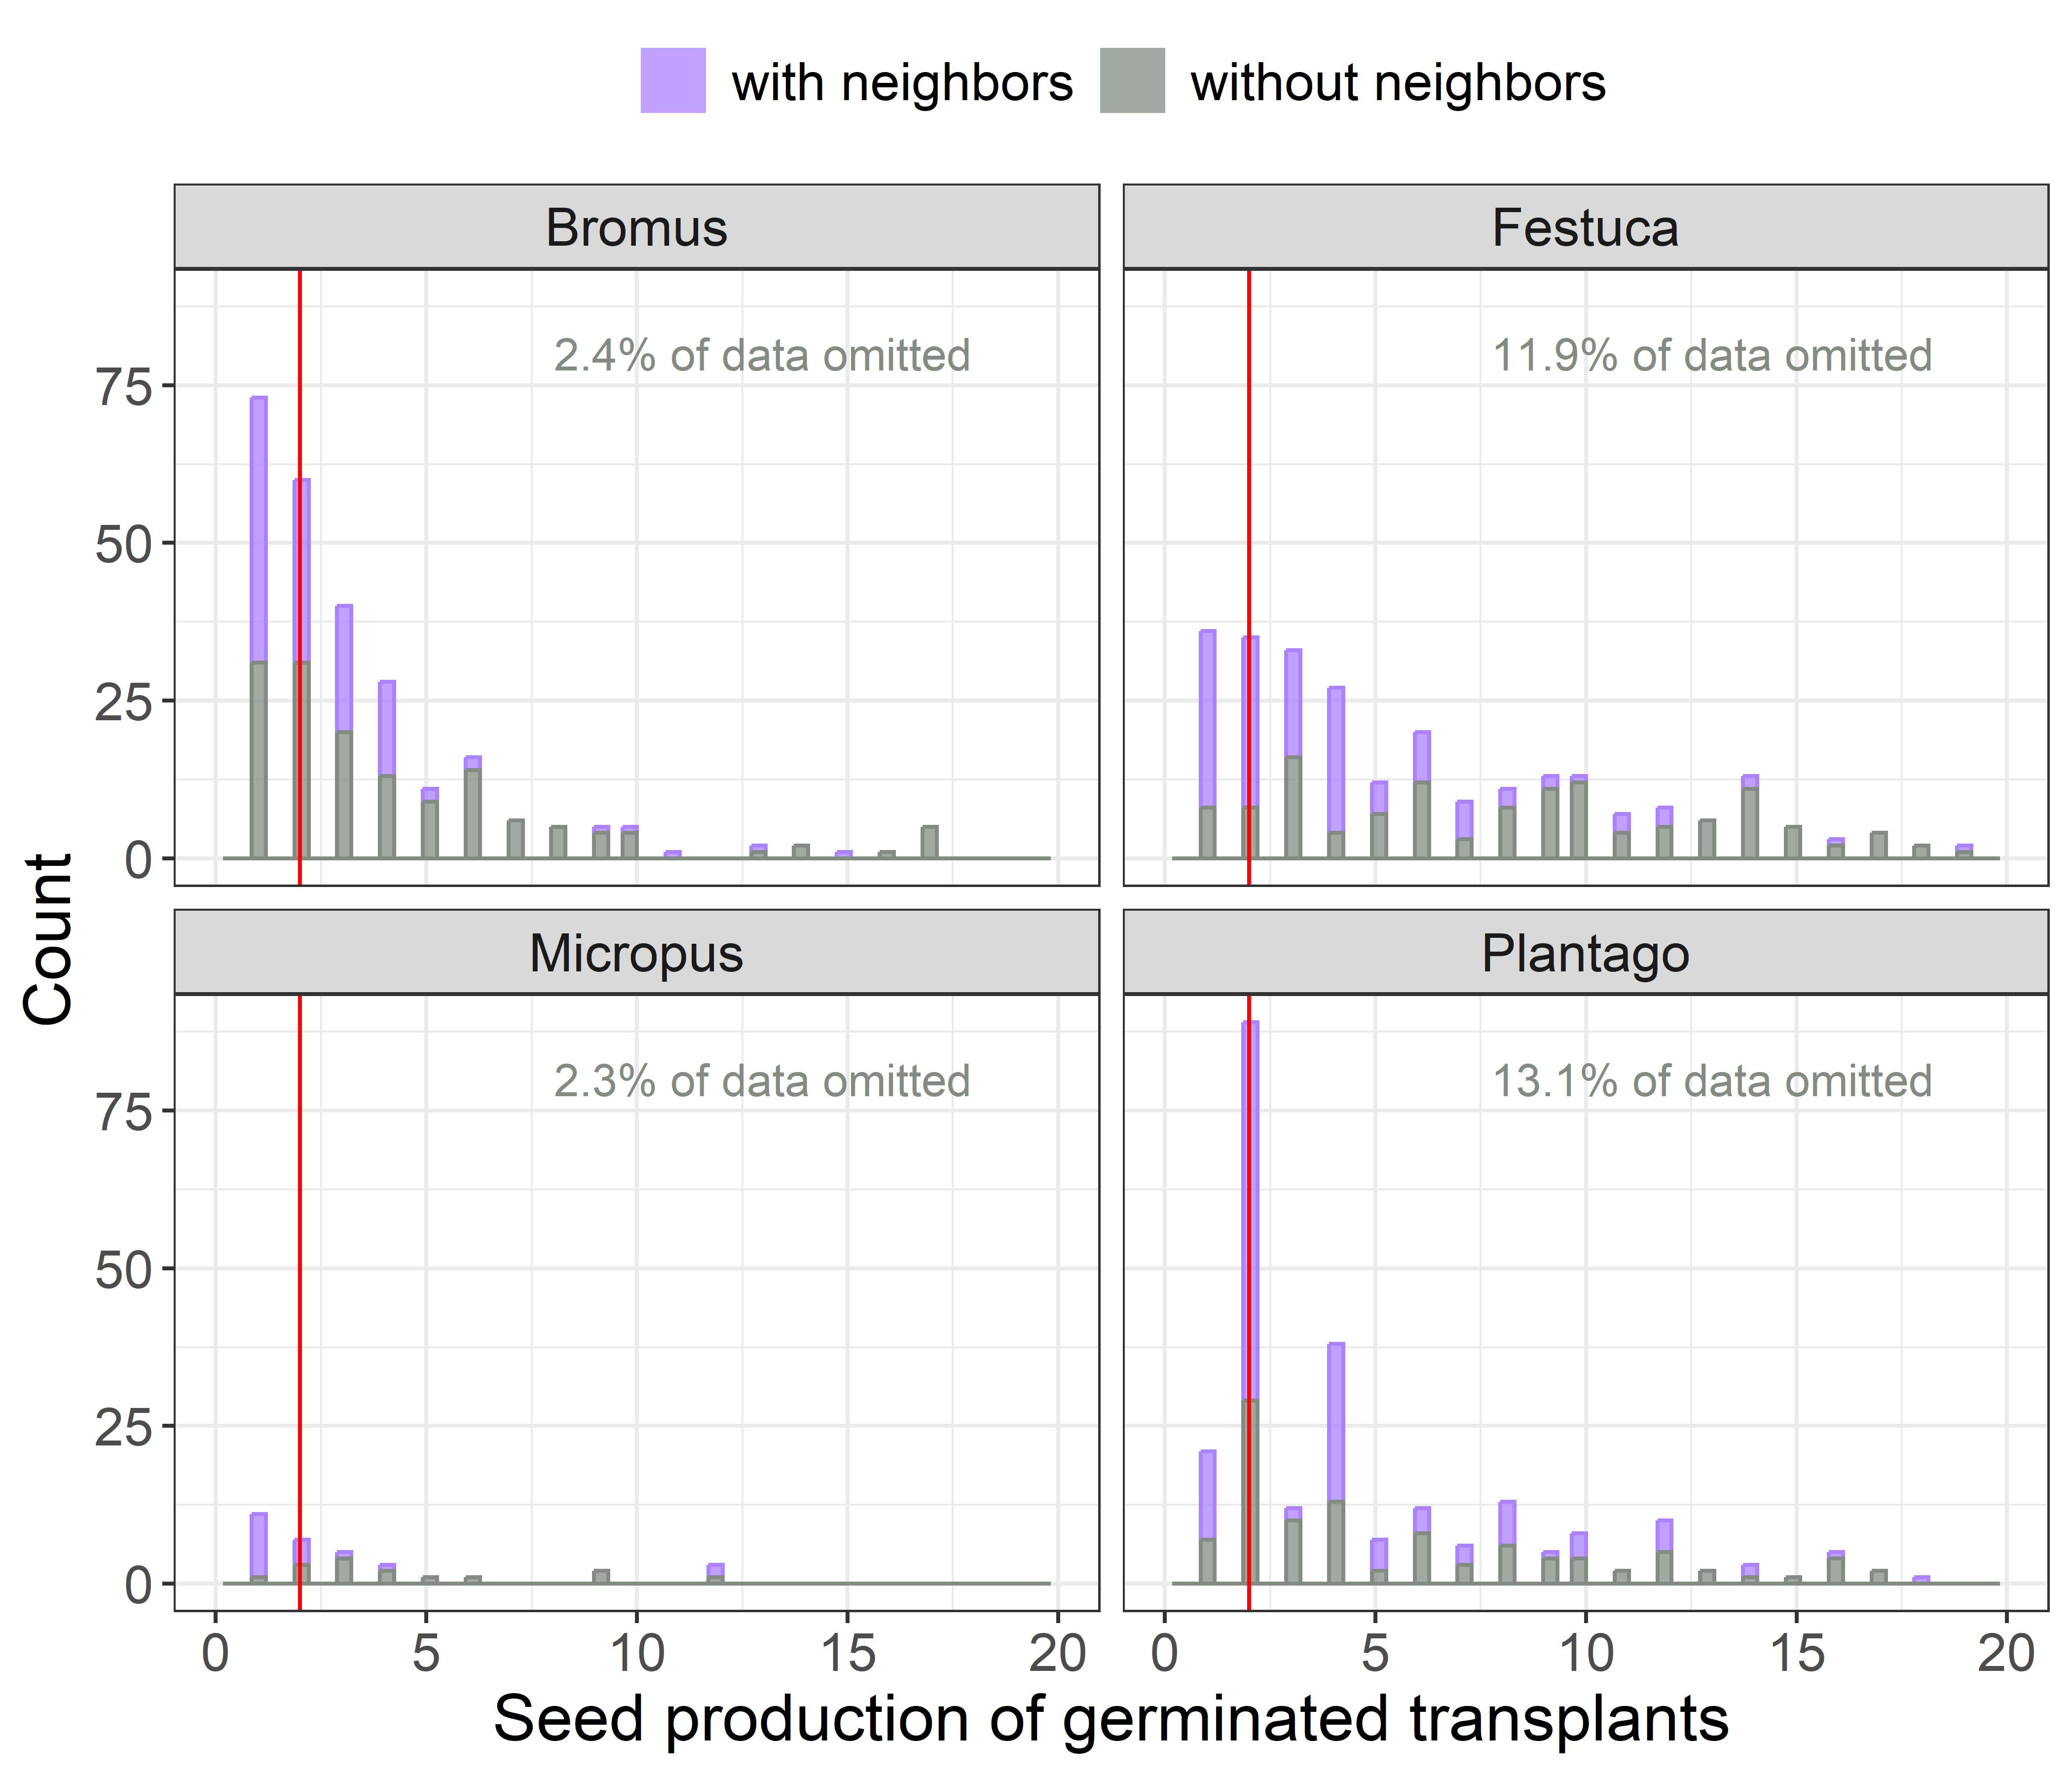 with neighbors without neighbors
Bromus
Festuca
2.4% of data omitted
11.9% of data omitted
75
50
25
0
Count
Micropus
Plantago
2.3% of data omitted
13.1% of data omitted
75
50
25
0
0 5 10 15 20 0 5 10 15 20
Seed production of germinated transplants